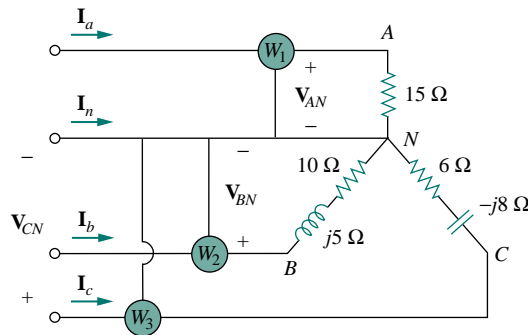 I_a
W_1
A
+
V_AN
15 Ω
I_n
−
−
−
N
10 Ω
6 Ω
V_BN
−j8 Ω
V_CN
I_b
+
j5 Ω
W_2
B
C
I_c
+
W_3